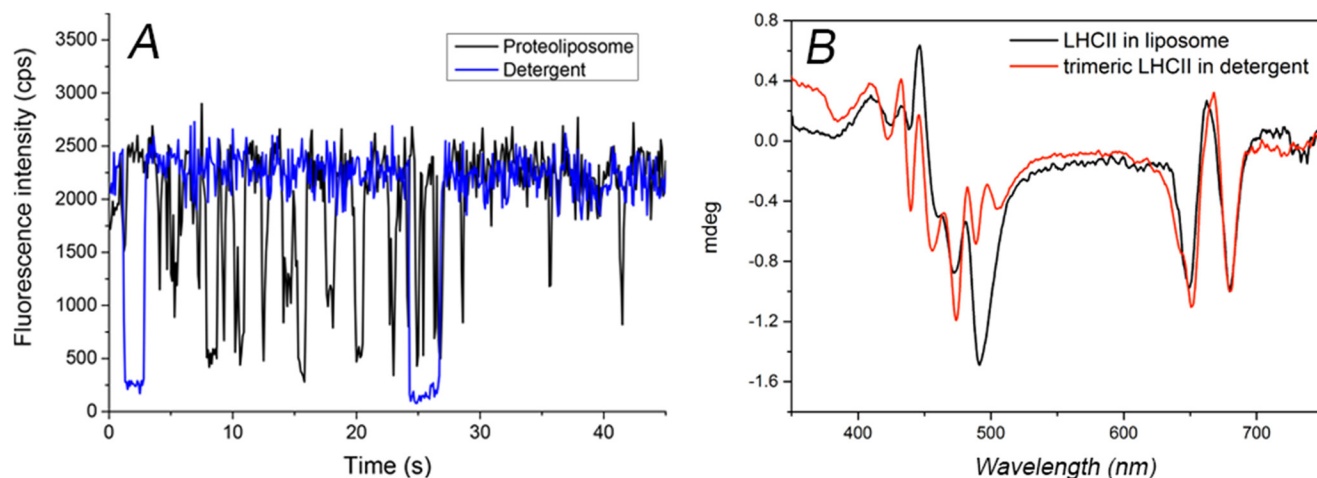 A
Proteoliposome
Detergent
Fluorescence intensity (cps)
3500
3000
2500
2000
1500
1000
500
0
0 10 20 30 40
Time (s)
B
LHCII in liposome
trimeric LHCII in detergent
mdeg
0.8
0.4
0.0
-0.4
-0.8
-1.2
-1.6
400 500 600 700
Wavelength (nm)